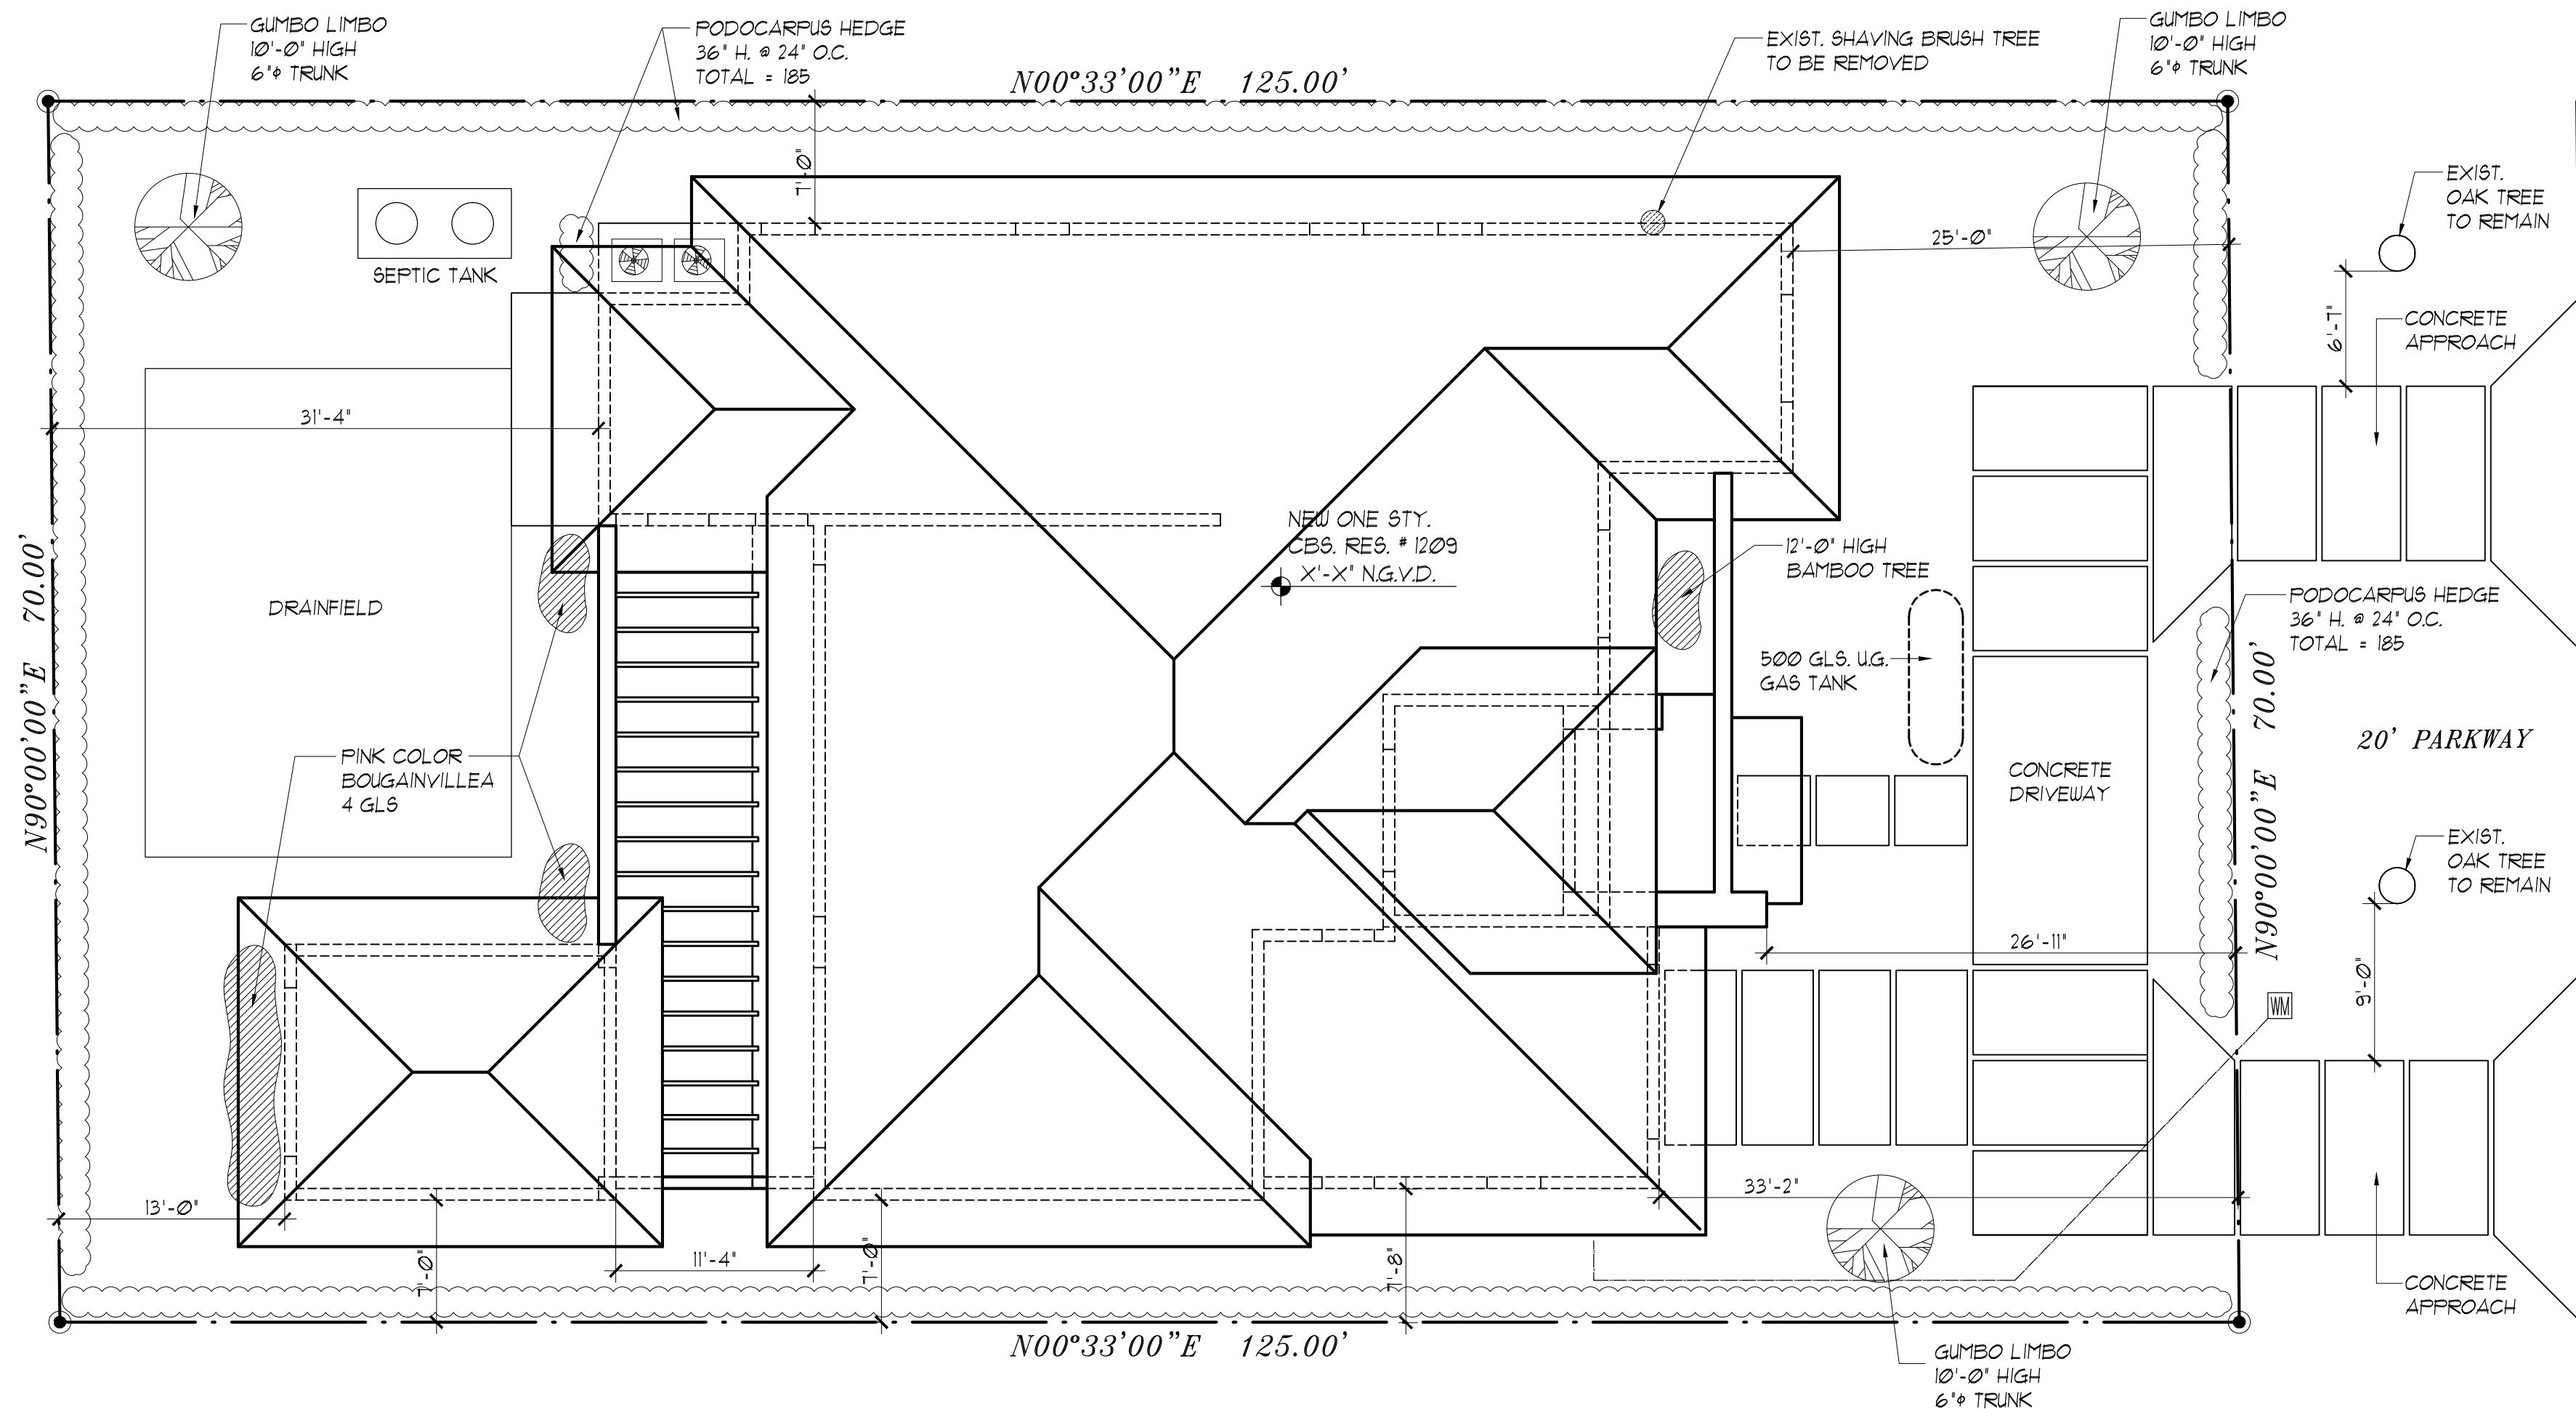 GUMBO LIMBO
10'-0" HIGH
6"φ TRUNK
PODOCARPUS HEDGE
36" H. @ 24" O.C.
TOTAL = 185
N00°33'00"E 125.00'
EXIST. SHAVING BRUSH TREE
TO BE REMOVED
GUMBO LIMBO
10'-0" HIGH
6"φ TRUNK
7'-0"
EXIST.
OAK TREE
TO REMAIN
25'-0"
SEPTIC TANK
6'-7"
CONCRETE
APPROACH
31'-4"
NEW ONE STY.
CBS. RES. # 1209
X'-X" N.G.V.D.
12'-0" HIGH
BAMBOO TREE
DRAINFIELD
PODOCARPUS HEDGE
36" H. @ 24" O.C.
TOTAL = 185
N90°00'00"E 70.00'
500 GLS. U.G.
GAS TANK
20' PARKWAY
PINK COLOR
BOUGAINVILLEA
4 GLS
CONCRETE
DRIVEWAY
N90°00'00"E 70.00'
EXIST.
OAK TREE
TO REMAIN
26'-11"
9'-0"
WM
13'-0"
33'-2"
7'-0"
11'-4"
7'-0"
7'-8"
CONCRETE
APPROACH
N00°33'00"E 125.00'
GUMBO LIMBO
10'-0" HIGH
6"φ TRUNK